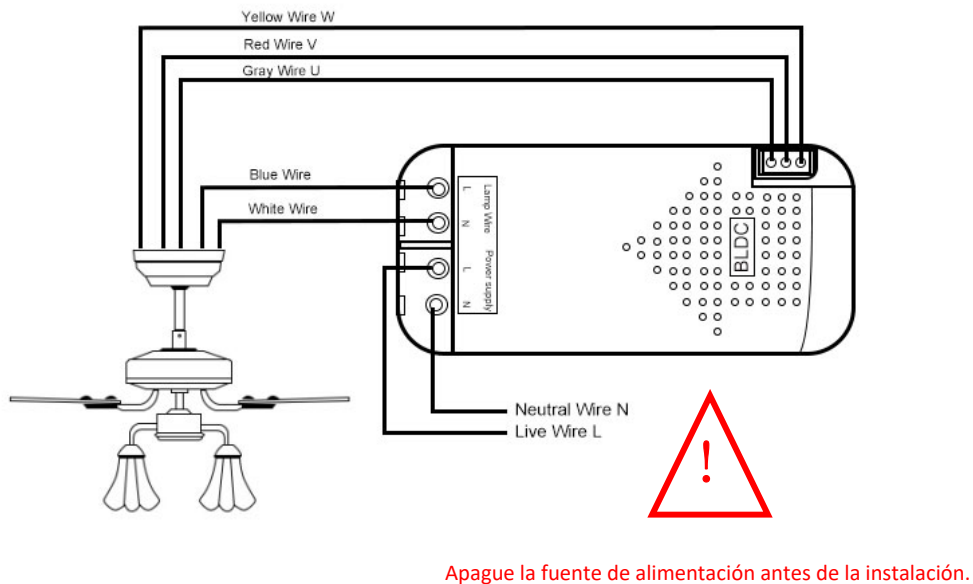 Yellow Wire W
Red Wire V
Gray Wire U
Blue Wire
White Wire
L
N
Lamp Wire
L
N
Power supply
BLDC
Neutral Wire N
Live Wire L
!
Apague la fuente de alimentación antes de la instalación.